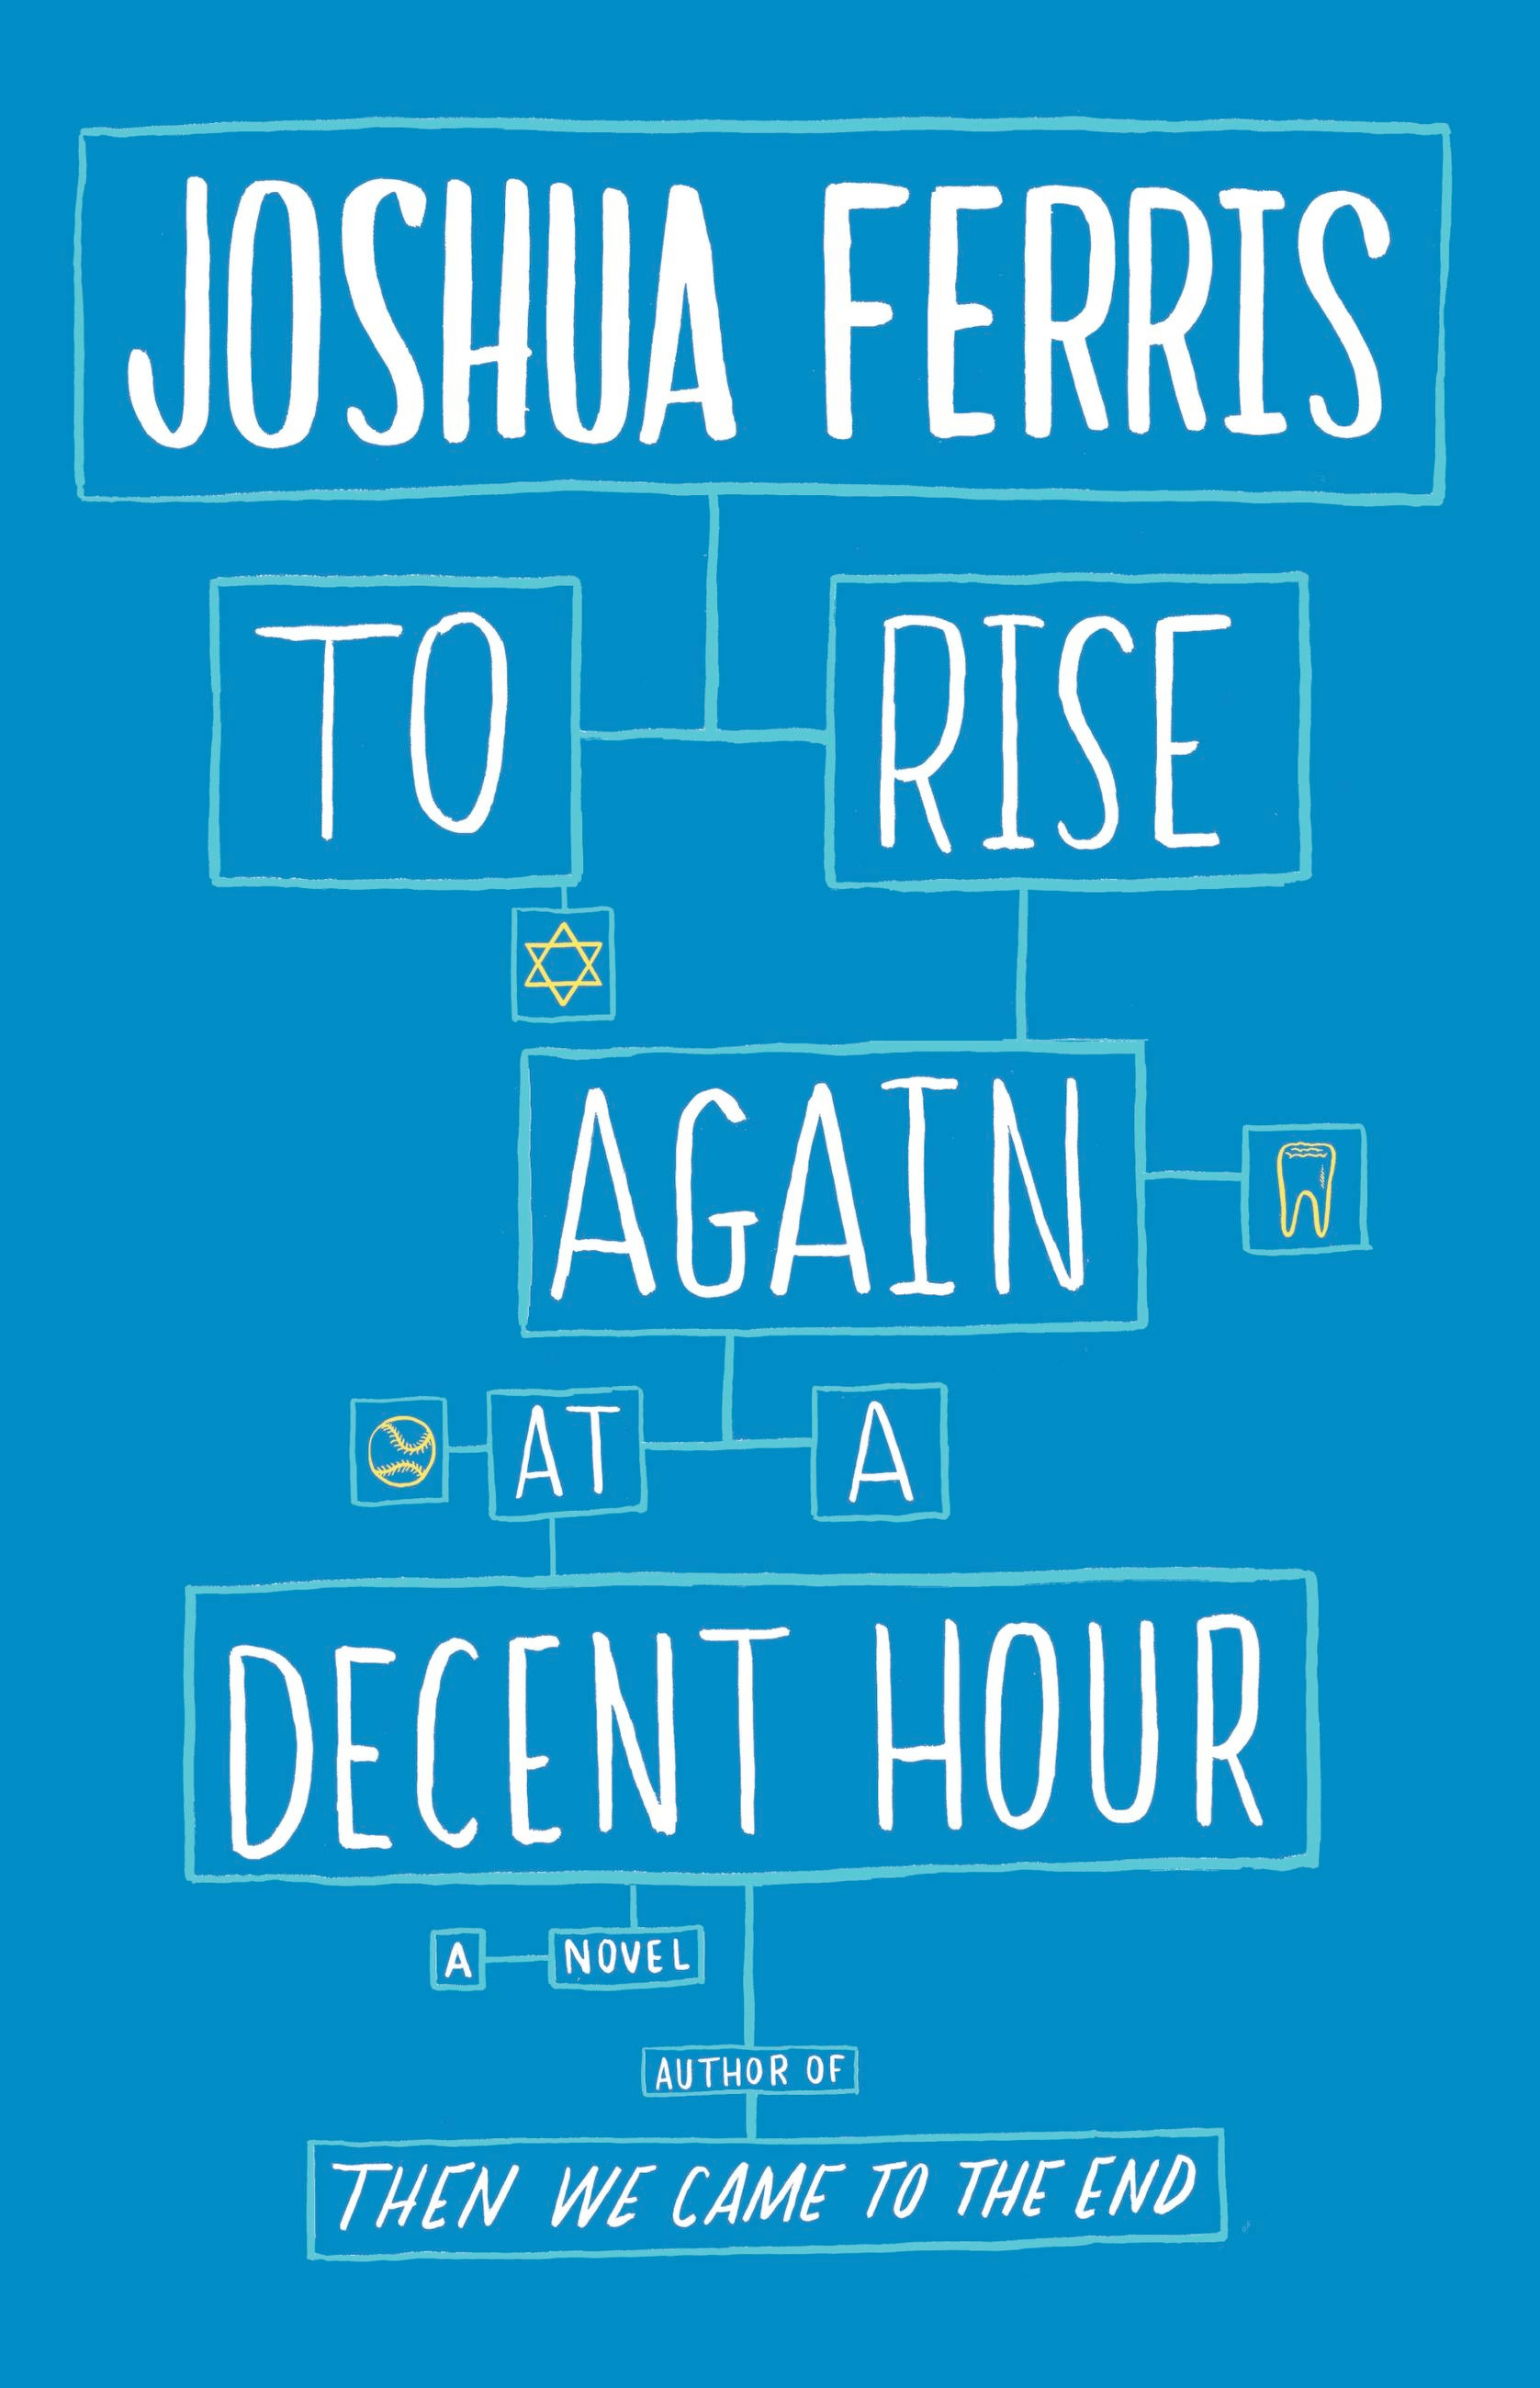 JOSHUA FERRIS
TO RISE
AGAIN
AT A
DECENT HOUR
A NOVEL
AUTHOR OF
THEN WE CAME TO THE END